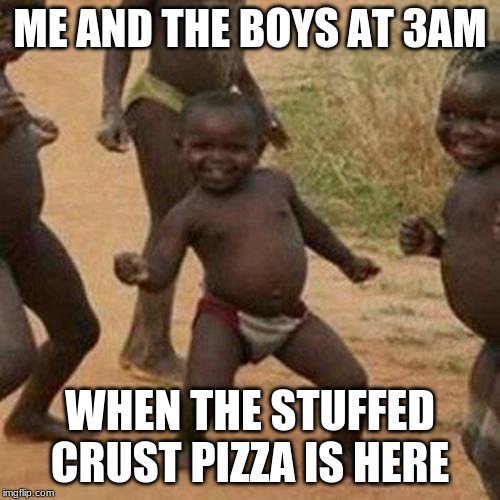 ME AND THE BOYS AT 3AM
WHEN THE STUFFED
CRUST PIZZA IS HERE
imgflip.com